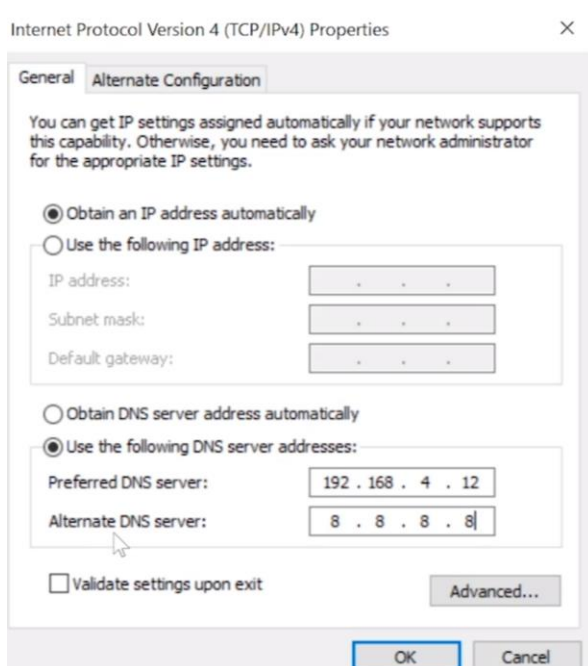 Internet Protocol Version 4 (TCP/IPv4) Properties
General
Alternate Configuration
You can get IP settings assigned automatically if your network supports
this capability. Otherwise, you need to ask your network administrator
for the appropriate IP settings.
Obtain an IP address automatically
Use the following IP address:
IP address:
Subnet mask:
Default gateway:
Obtain DNS server address automatically
Use the following DNS server addresses:
Preferred DNS server: 192 . 168 . 4 . 12
Alternate DNS server: 8 . 8 . 8 . 8
Validate settings upon exit
Advanced...
OK
Cancel